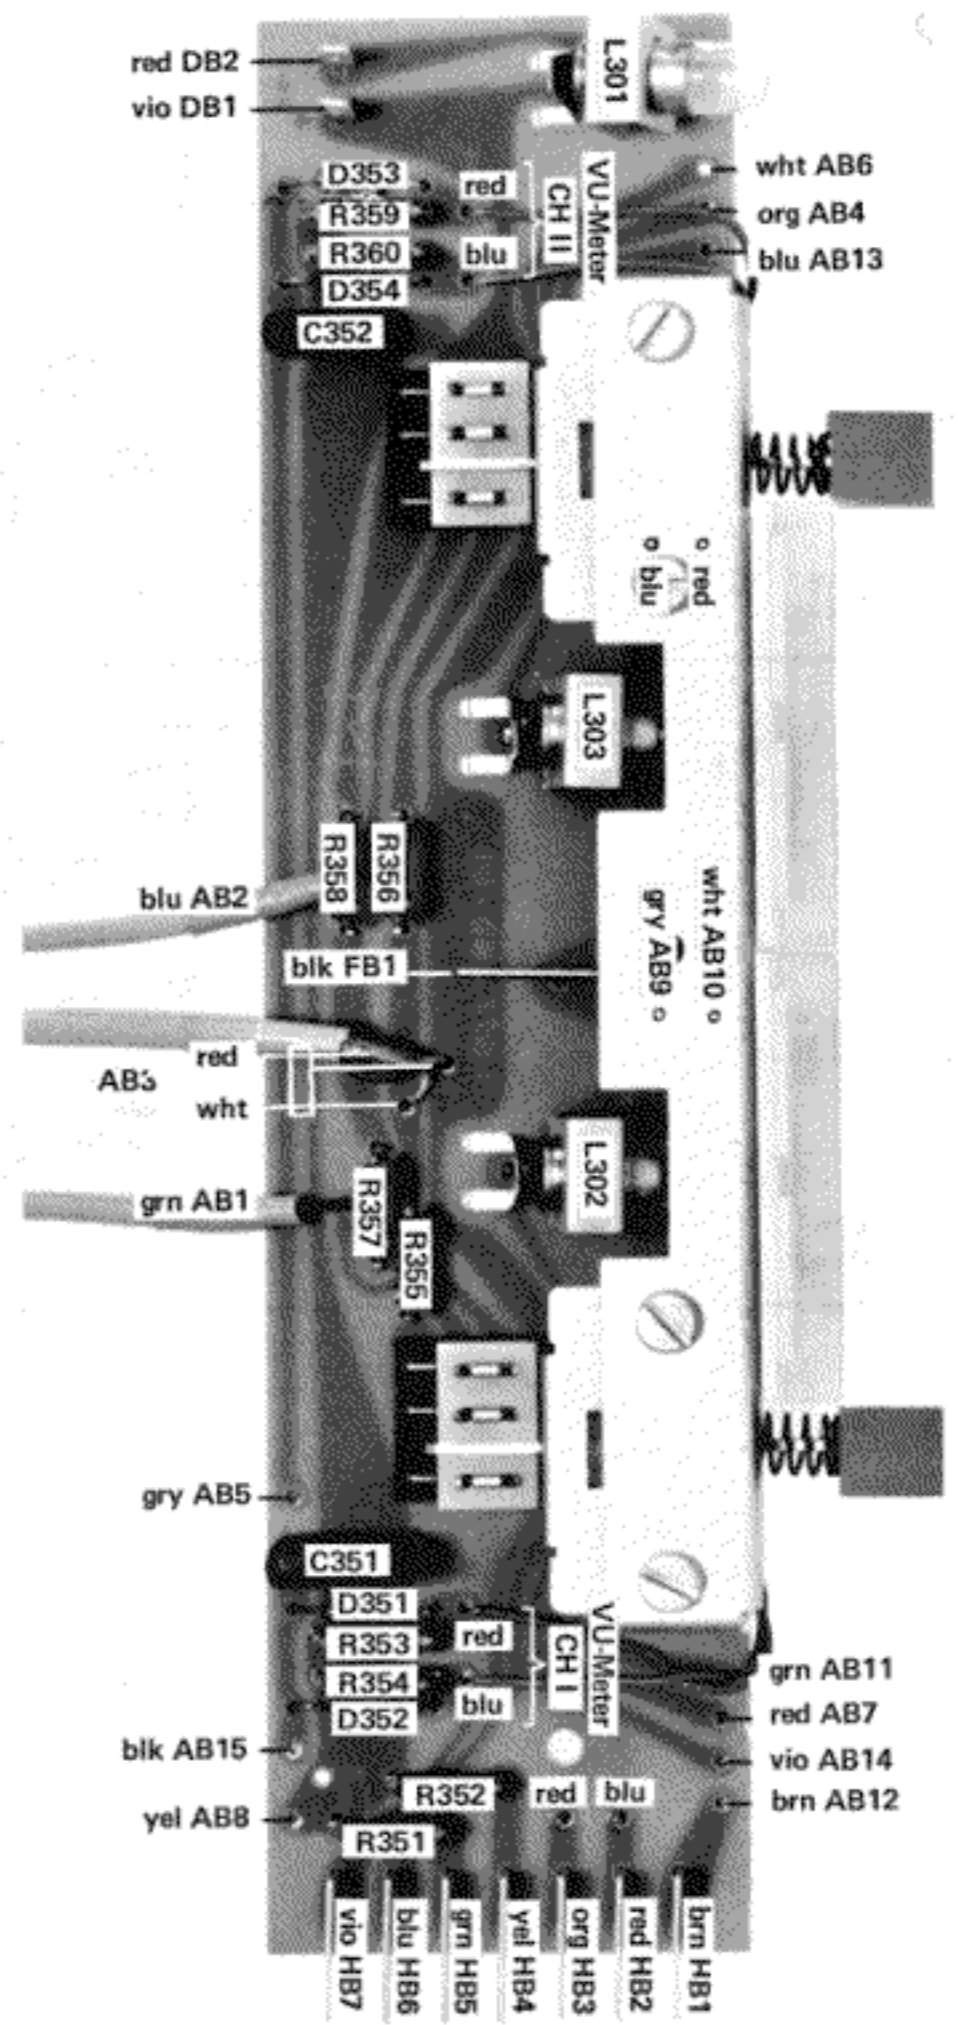 red DB2
vio DB1
L301
wht AB6
org AB4
blu AB13
D353
R359
R360
D354
red
blu
CH II
VU-Meter
C352
red
blu
L303
R358
R356
blu AB2
wht AB10
gry AB9
blk FB1
red
AB3
wht
L302
grn AB1
R357
R355
gry AB5
C351
D351
R353
R354
D352
red
blu
CH I
VU-Meter
grn AB11
red AB7
vio AB14
brn AB12
blk AB15
yel AB8
R352
R351
red
blu
vio HB7
blu HB6
grn HB5
yel HB4
org HB3
red HB2
brn HB1